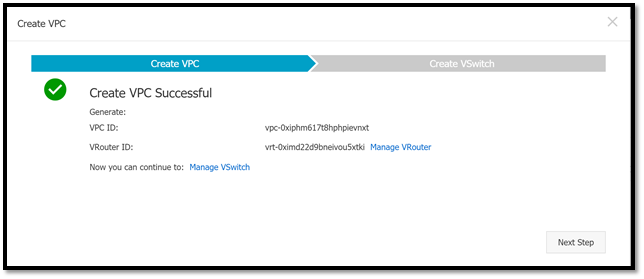 Create VPC
Create VPC Create VSwitch
Create VPC Successful
Generate:
VPC ID: vpc-0xiphm617t8hphpievnxt
VRouter ID: vrt-0ximd22d9bneivou5xtki Manage VRouter
Now you can continue to: Manage VSwitch
Next Step